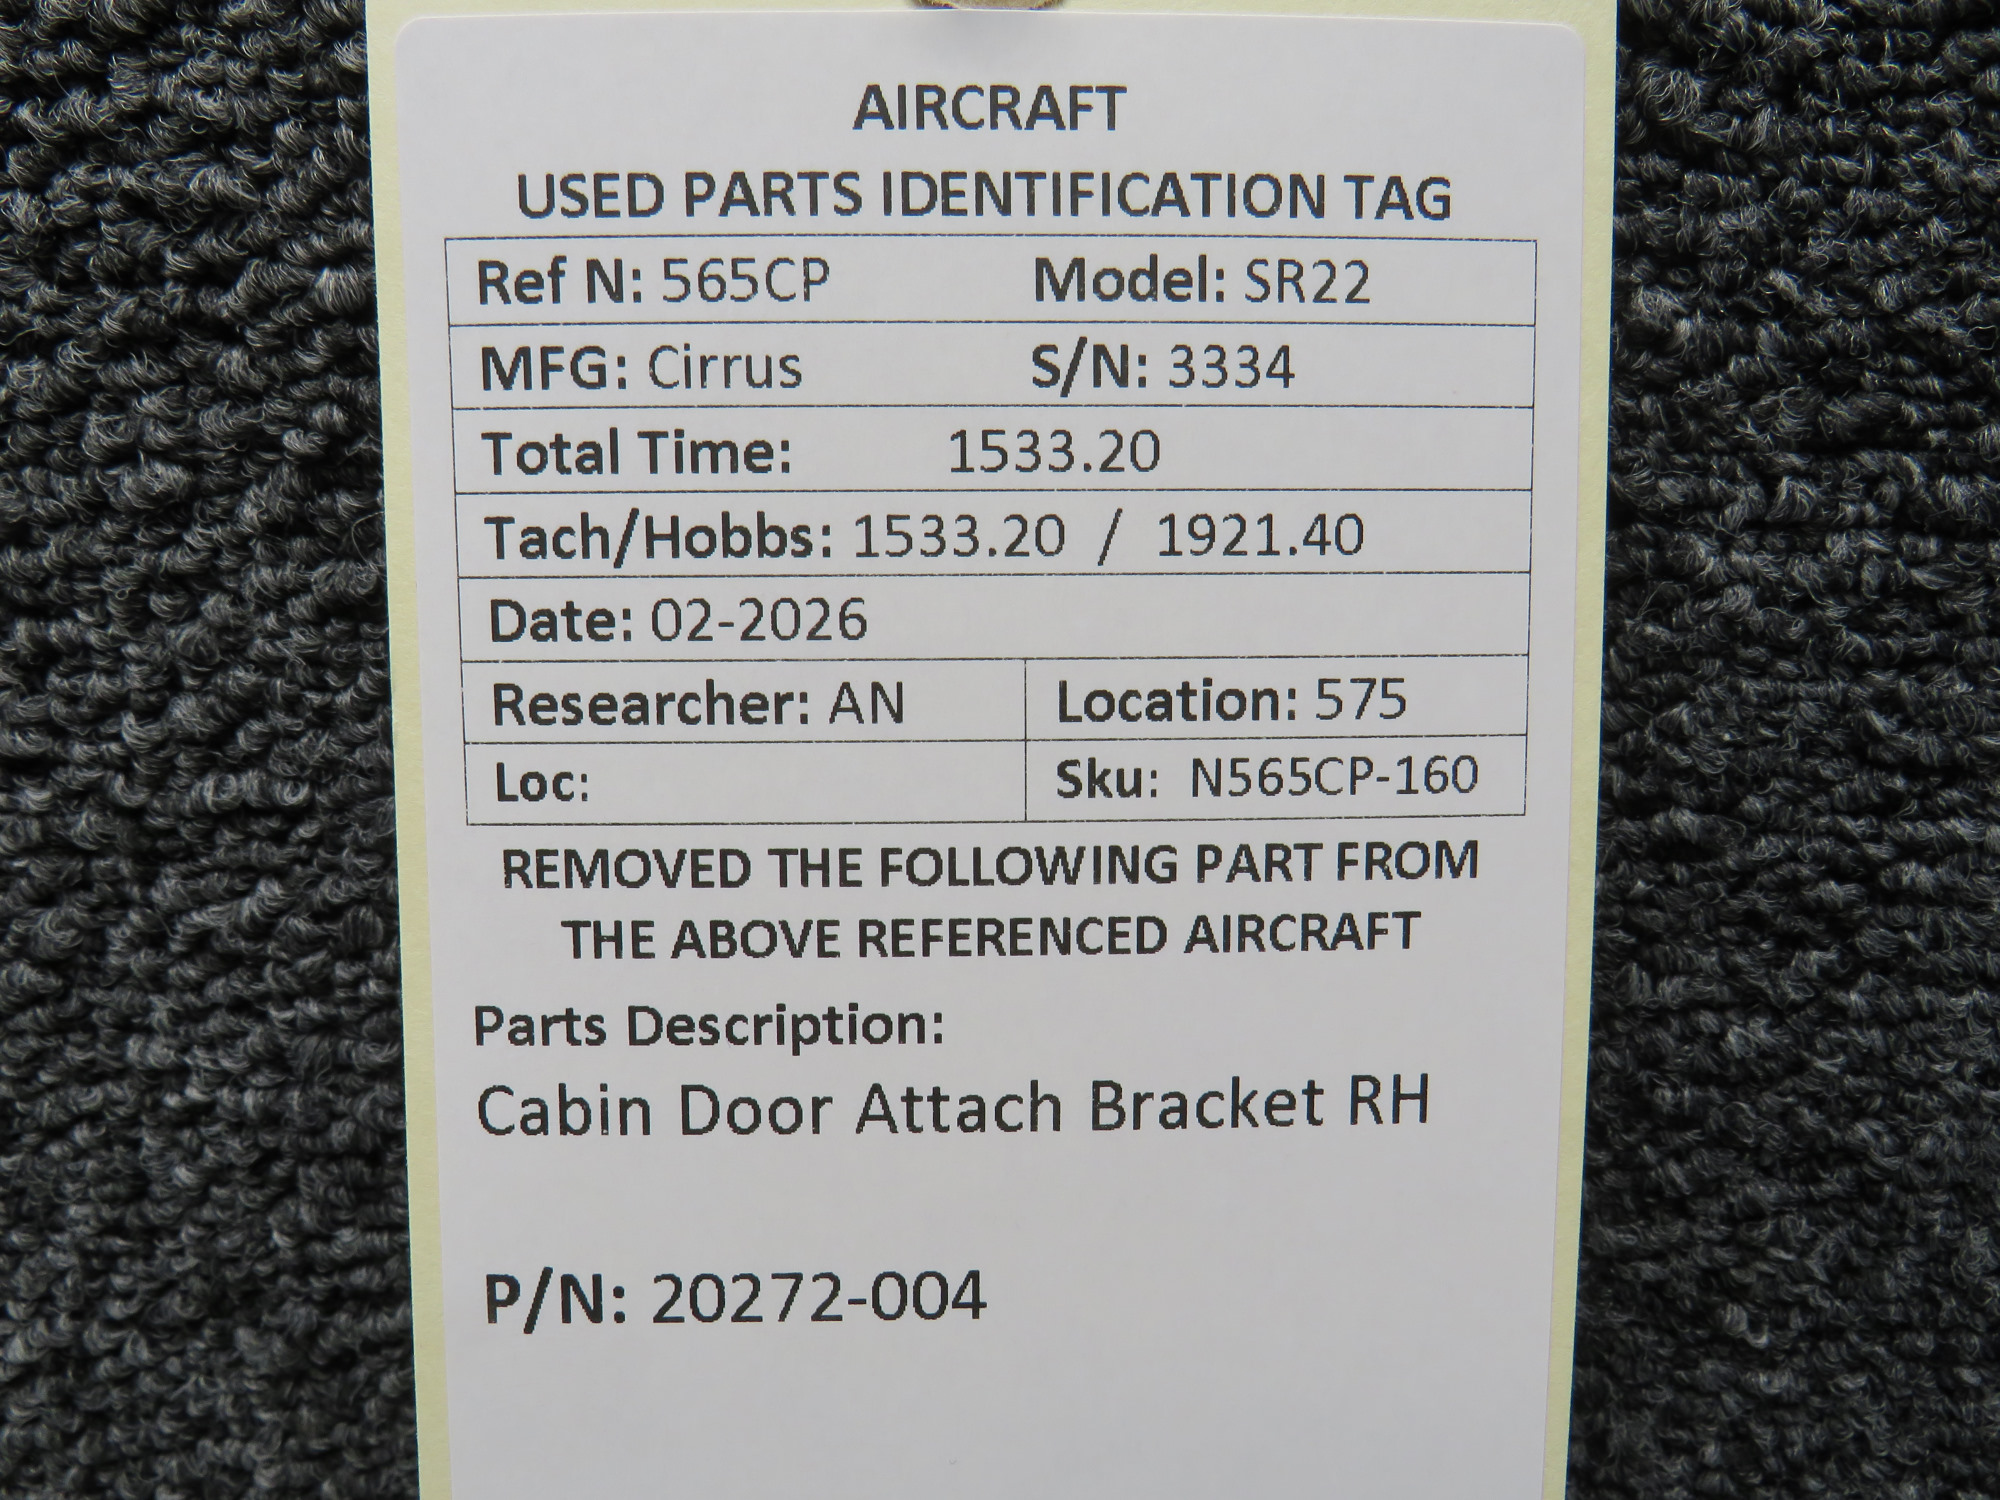 AIRCRAFT
USED PARTS IDENTIFICATION TAG
Ref N: 565CP Model: SR22
MFG: Cirrus S/N: 3334
Total Time: 1533.20
Tach/Hobbs: 1533.20 / 1921.40
Date: 02-2026
Researcher: AN Location: 575
Loc: Sku: N565CP-160
REMOVED THE FOLLOWING PART FROM
THE ABOVE REFERENCED AIRCRAFT
Parts Description:
Cabin Door Attach Bracket RH
P/N: 20272-004